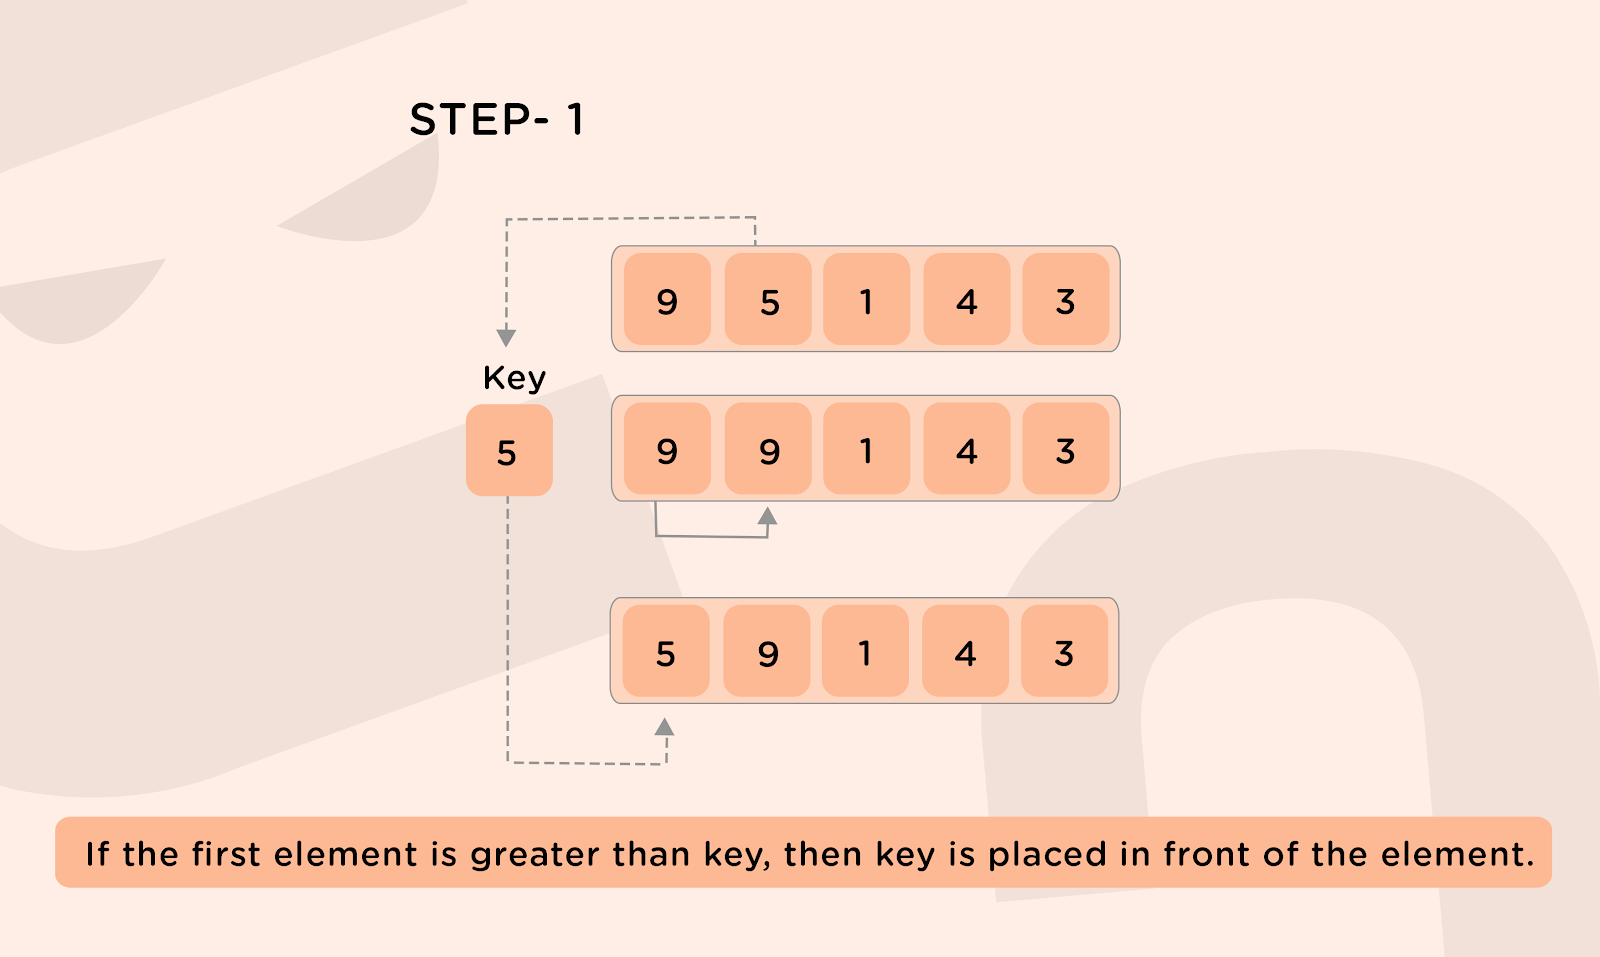 STEP- 1
9 5 1 4 3
Key
5
9 9 1 4 3
5 9 1 4 3
If the first element is greater than key, then key is placed in front of the element.